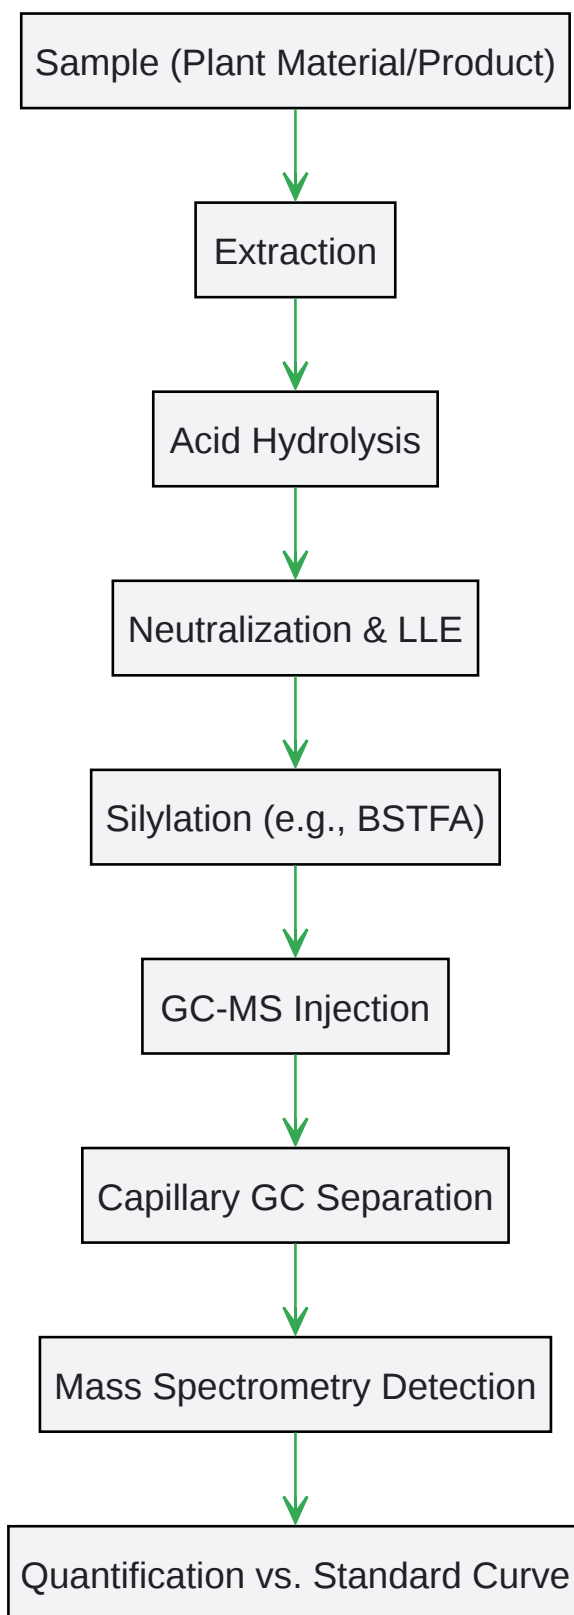 Sample (Plant Material/Product)
Extraction
Acid Hydrolysis
Neutralization & LLE
Silylation (e.g., BSTFA)
GC-MS Injection
Capillary GC Separation
Mass Spectrometry Detection
Quantification vs. Standard Curve